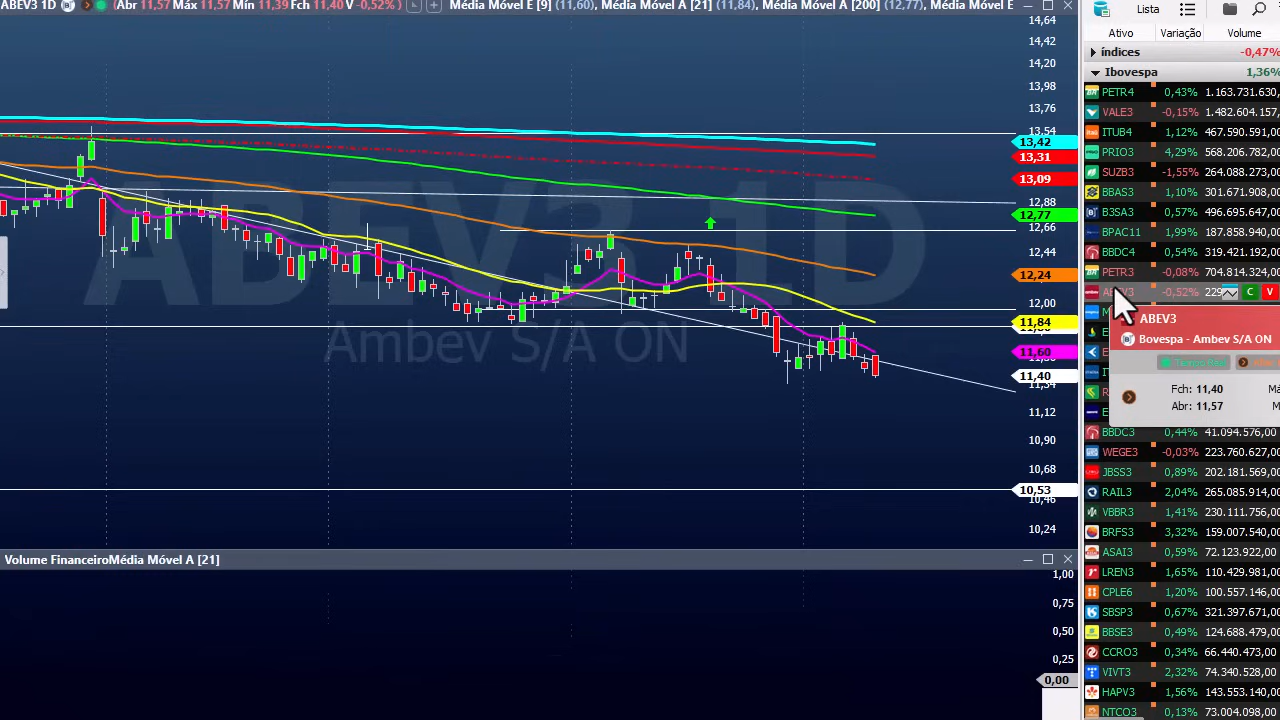 ABEV3 1D (Abr 11,57 Máx 11,57 Mín 11,39 Fch 11,40 V -0,52% ) Média Móvel E [9] (11,60), Média Móvel A [21] (11,84), Média Móvel A [200] (12,77), Média Móvel E
14,64
14,42
14,20
13,98
13,76
13,54
13,42
13,31
13,09
12,88
12,77
12,66
12,44
12,24
12,00
11,84
11,60
11,40
11,34
11,12
10,90
10,68
10,53
10,46
10,24
ABEV3 1D
Ambev S/A ON
Volume FinanceiroMédia Móvel A [21]
1,00
0,75
0,50
0,25
0,00
Lista
Ativo Variação Volume
índices -0,47%
Ibovespa 1,36%
PETR4 0,43% 1.163.731.630,
VALE3 -0,15% 1.482.604.157,
ITUB4 1,12% 467.590.591,00
PRIO3 4,29% 568.206.782,00
SUZB3 -1,55% 264.089.273,00
BBAS3 1,10% 301.671.908,00
B3SA3 0,57% 496.695.647,00
BPAC11 1,99% 187.858.940,00
BBDC4 0,54% 319.421.192,00
PETR3 -0,08% 704.814.324,00
ABEV3 -0,52% 229 C V
ABEV3
Bovespa - Ambev S/A ON
Tempo Real
Fch: 11,40
Abr: 11,57
BBDC3 0,44% 41.094.576,00
WEGE3 -0,03% 223.760.627,00
JBSS3 0,89% 202.181.569,00
RAIL3 2,04% 265.085.914,00
VBBR3 1,41% 230.111.756,00
BRFS3 3,32% 159.007.540,00
ASAI3 0,59% 72.123.922,00
LREN3 1,65% 110.429.981,00
CPLE6 1,20% 100.557.146,00
SBSP3 0,67% 321.397.671,00
BBSE3 0,49% 124.688.479,00
CCRO3 0,34% 66.440.473,00
VIVT3 2,32% 74.340.528,00
HAPV3 1,56% 143.553.140,00
NTCO3 0,13% 73.004.098,00